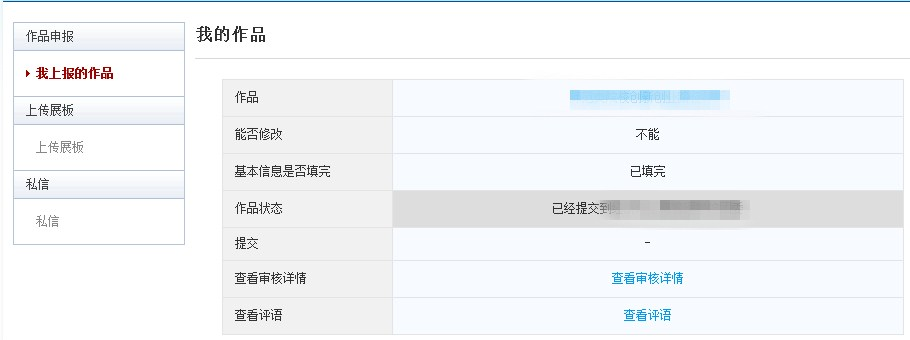 作品申报
我上报的作品
上传展板
上传展板
私信
私信
我的作品
作品
能否修改 不能
基本信息是否填完 已填完
作品状态 已经提交到
提交 -
查看审核详情 查看审核详情
查看评语 查看评语